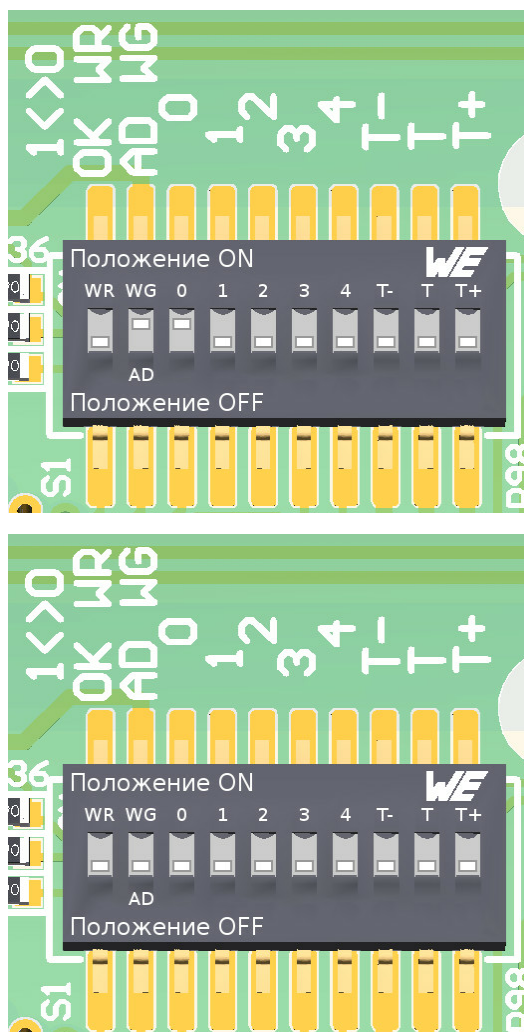 1<>0 WR WG
OK AD 0 1 2 3 4 T- T T+
36
Положение ON WE
WR WG 0 1 2 3 4 T- T T+
AD
Положение OFF
S1
1<>0 WR WG
OK AD 0 1 2 3 4 T- T T+
36
Положение ON WE
WR WG 0 1 2 3 4 T- T T+
AD
Положение OFF
S1